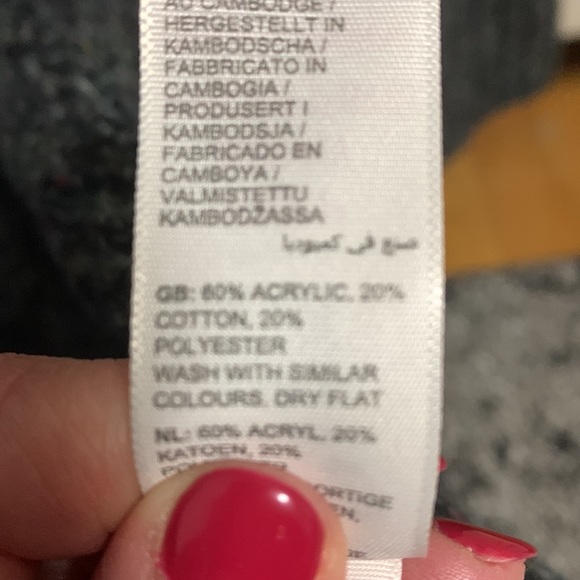 AU CAMBODGE /
HERGESTELLT IN
KAMBODSCHA /
FABBRICATO IN
CAMBOGIA /
PRODUSERT I
KAMBODSJA /
FABRICADO EN
CAMBOYA /
VALMISTETTU
KAMBODŽASSA
صنع في كمبوديا
GB: 60% ACRYLIC, 20%
COTTON, 20%
POLYESTER
WASH WITH SIMILAR
COLOURS. DRY FLAT
NL: 60% ACRYL, 20%
KATOEN, 20%